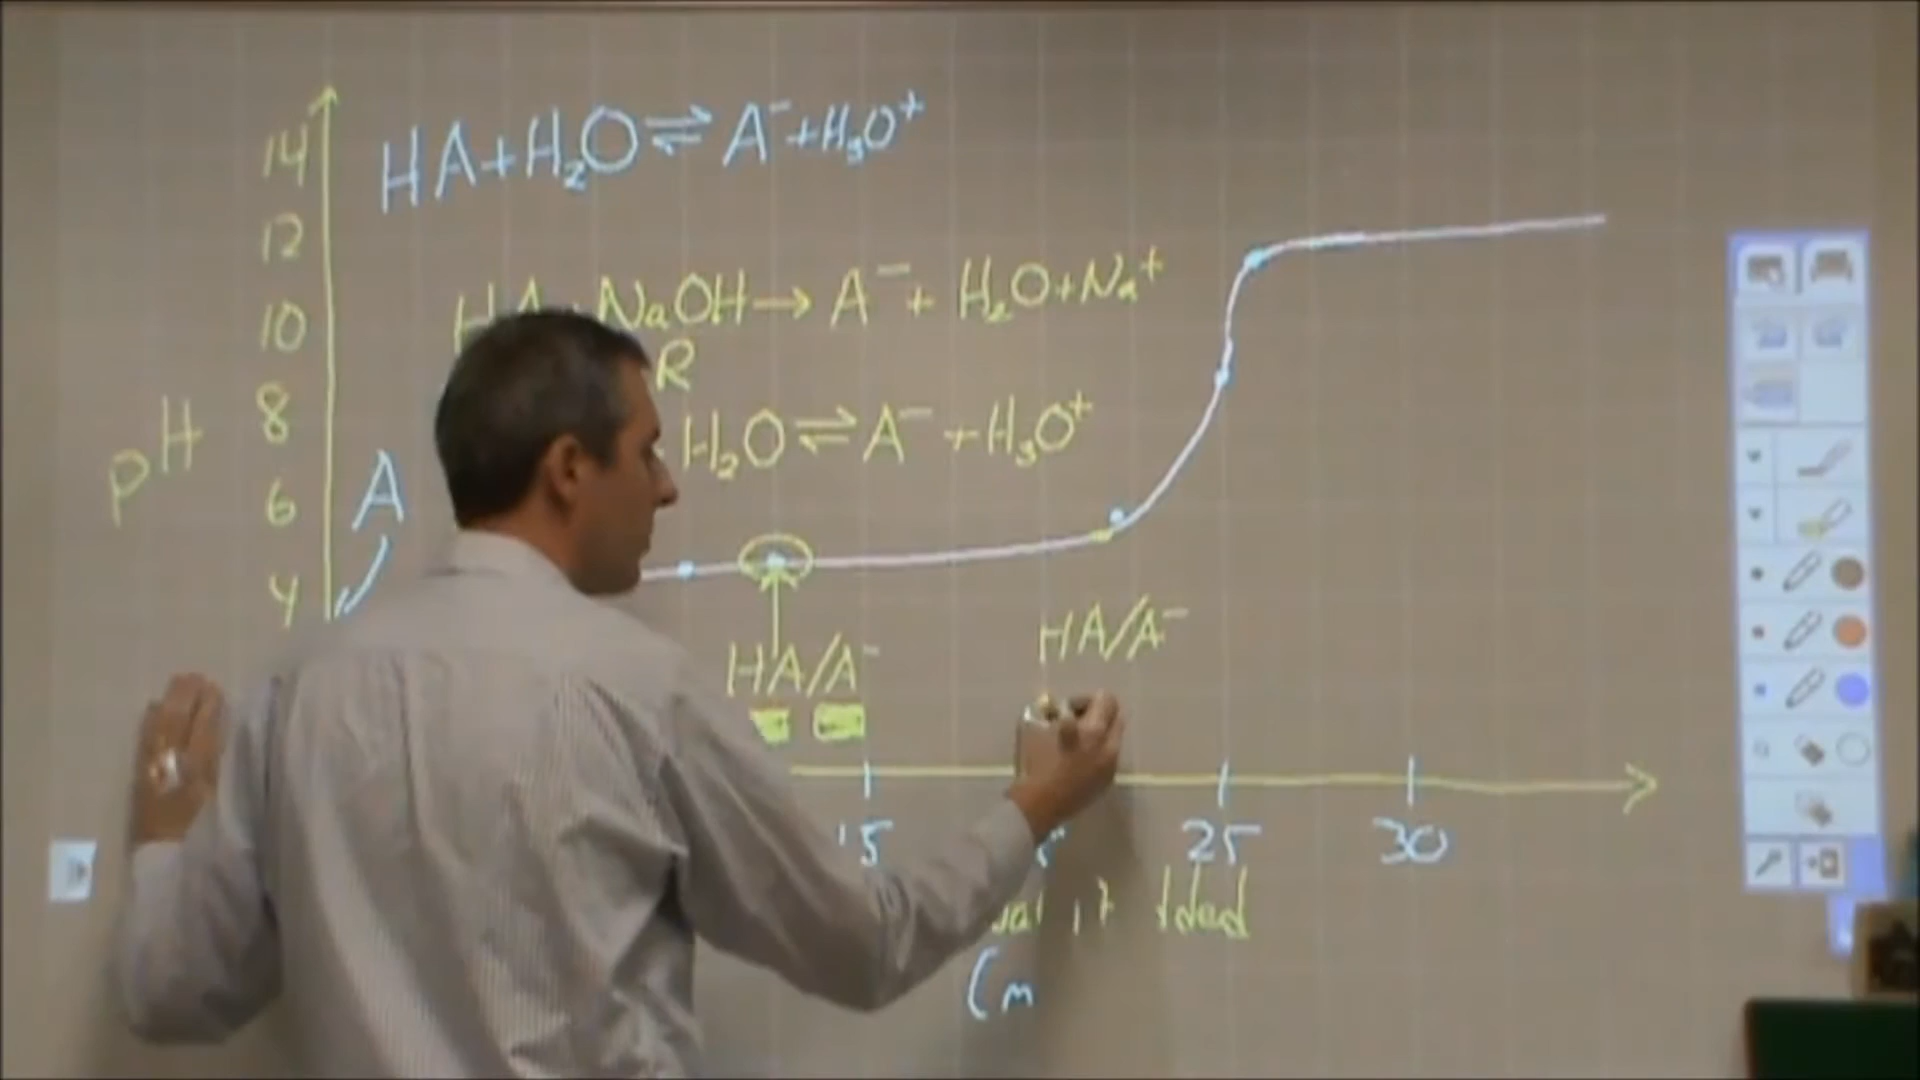 14
HA+H₂O⇌A⁻+H₃O⁺
12
HA+NaOH→A⁻+H₂O+Na⁺
10
R
pH
8
H₂O⇌A⁻+H₃O⁺
A
6
4
HA/A⁻
HA/A⁻
15
25
30
(m